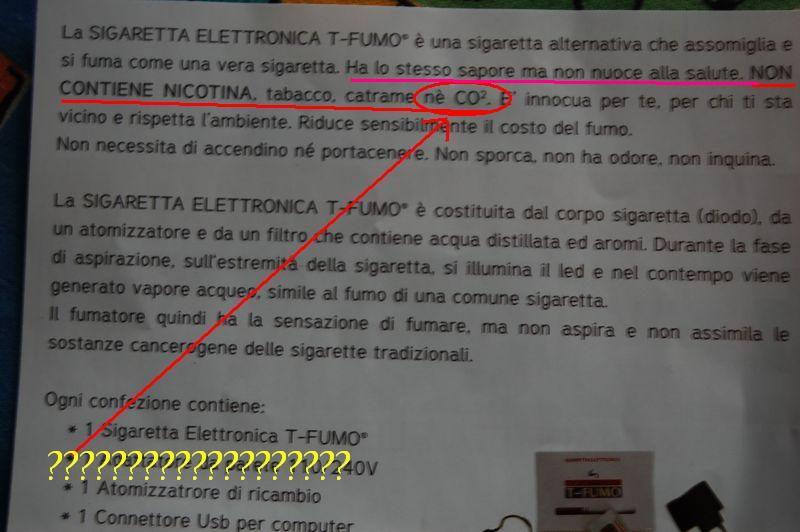 La SIGARETTA ELETTRONICA T-FUMO® è una sigaretta alternativa che assomiglia e
si fuma come una vera sigaretta. Ha lo stesso sapore ma non nuoce alla salute. NON
CONTIENE NICOTINA, tabacco, catrame nè CO². E' innocua per te, per chi ti sta
vicino e rispetta l'ambiente. Riduce sensibilmente il costo del fumo.
Non necessita di accendino né portacenere. Non sporca, non ha odore, non inquina.
La SIGARETTA ELETTRONICA T-FUMO® è costituita dal corpo sigaretta (diodo), da
un atomizzatore e da un filtro che contiene acqua distillata ed aromi. Durante la fase
di aspirazione, sull'estremità della sigaretta, si illumina il led e nel contempo viene
generato vapore acqueo, simile al fumo di una comune sigaretta.
Il fumatore quindi ha la sensazione di fumare, ma non aspira e non assimila le
sostanze cancerogene delle sigarette tradizionali.
Ogni confezione contiene:
* 1 Sigaretta Elettronica T-FUMO®
???????????????????
110/240V
* 1 Atomizzatrore di ricambio
* 1 Connettore Usb per computer
SIGARETTA ELETTRONICA
T-FUMO